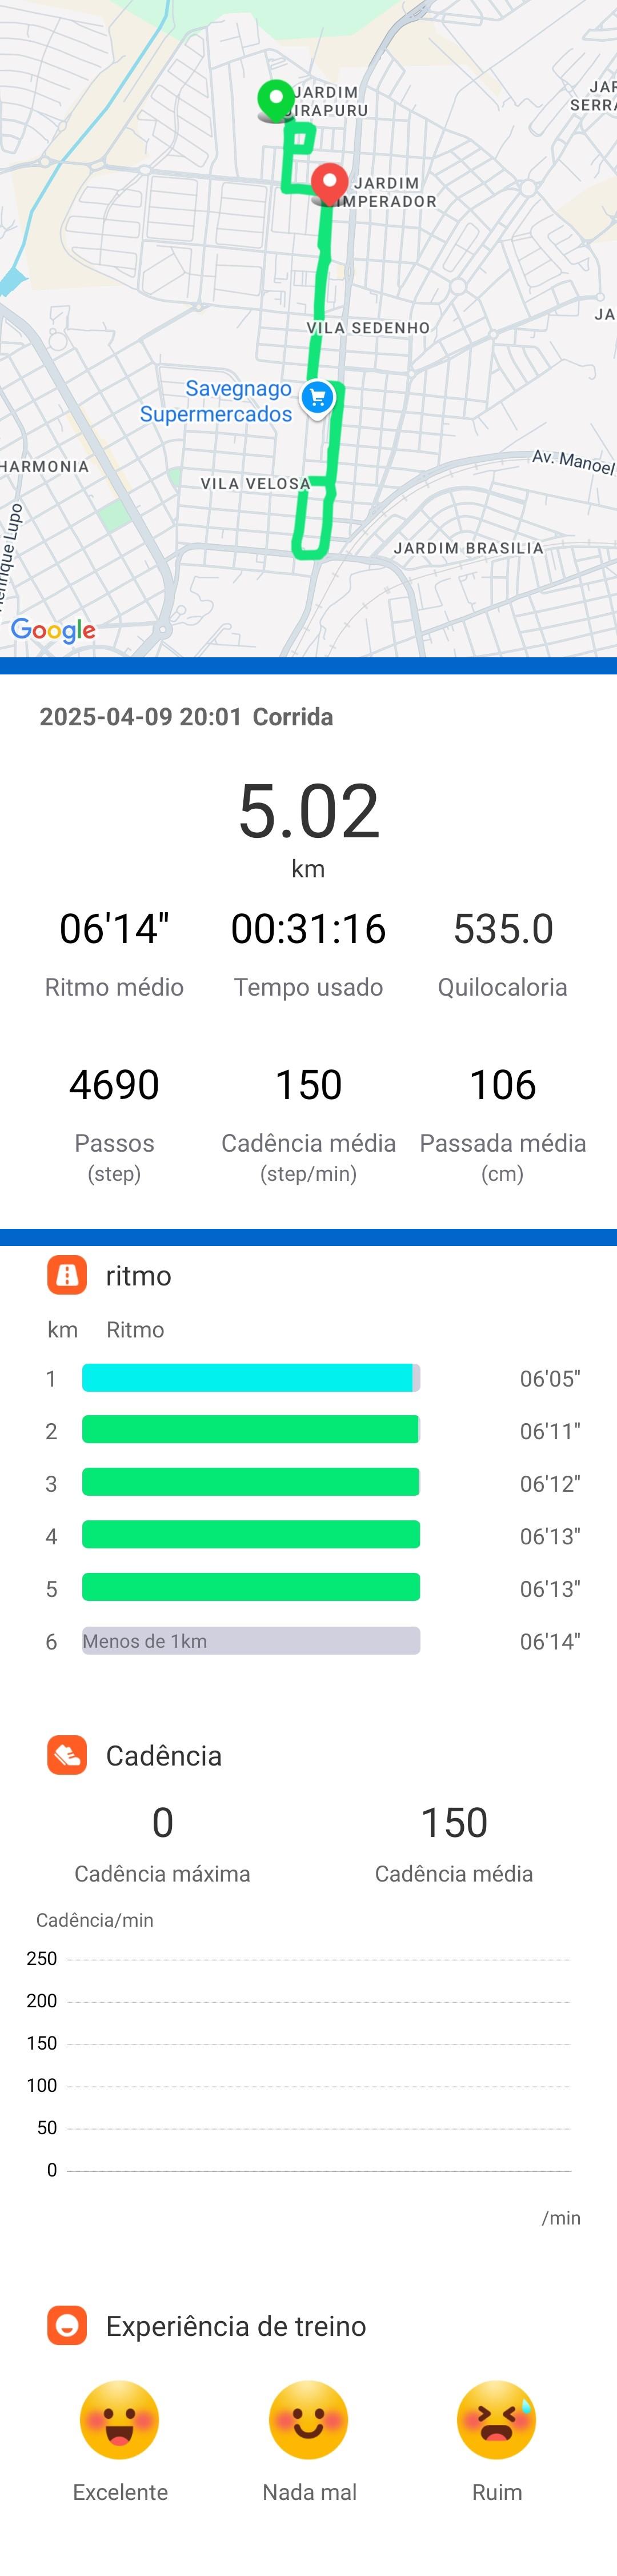 JARDIM
JIRAPURU
JAR
SERRA
JARDIM
IMPERADOR
JA
VILA SEDENHO
Savegnago
Supermercados
HARMONIA
VILA VELOSA
Av. Manoel
Henrique Lupo
JARDIM BRASILIA
Google
2025-04-09 20:01 Corrida
5.02
km
06'14" 00:31:16 535.0
Ritmo médio Tempo usado Quilocaloria
4690 150 106
Passos Cadência média Passada média
(step) (step/min) (cm)
ritmo
km Ritmo
1 06'05"
2 06'11"
3 06'12"
4 06'13"
5 06'13"
6 Menos de 1km 06'14"
Cadência
0 150
Cadência máxima Cadência média
Cadência/min
250
200
150
100
50
0
/min
Experiência de treino
Excelente Nada mal Ruim